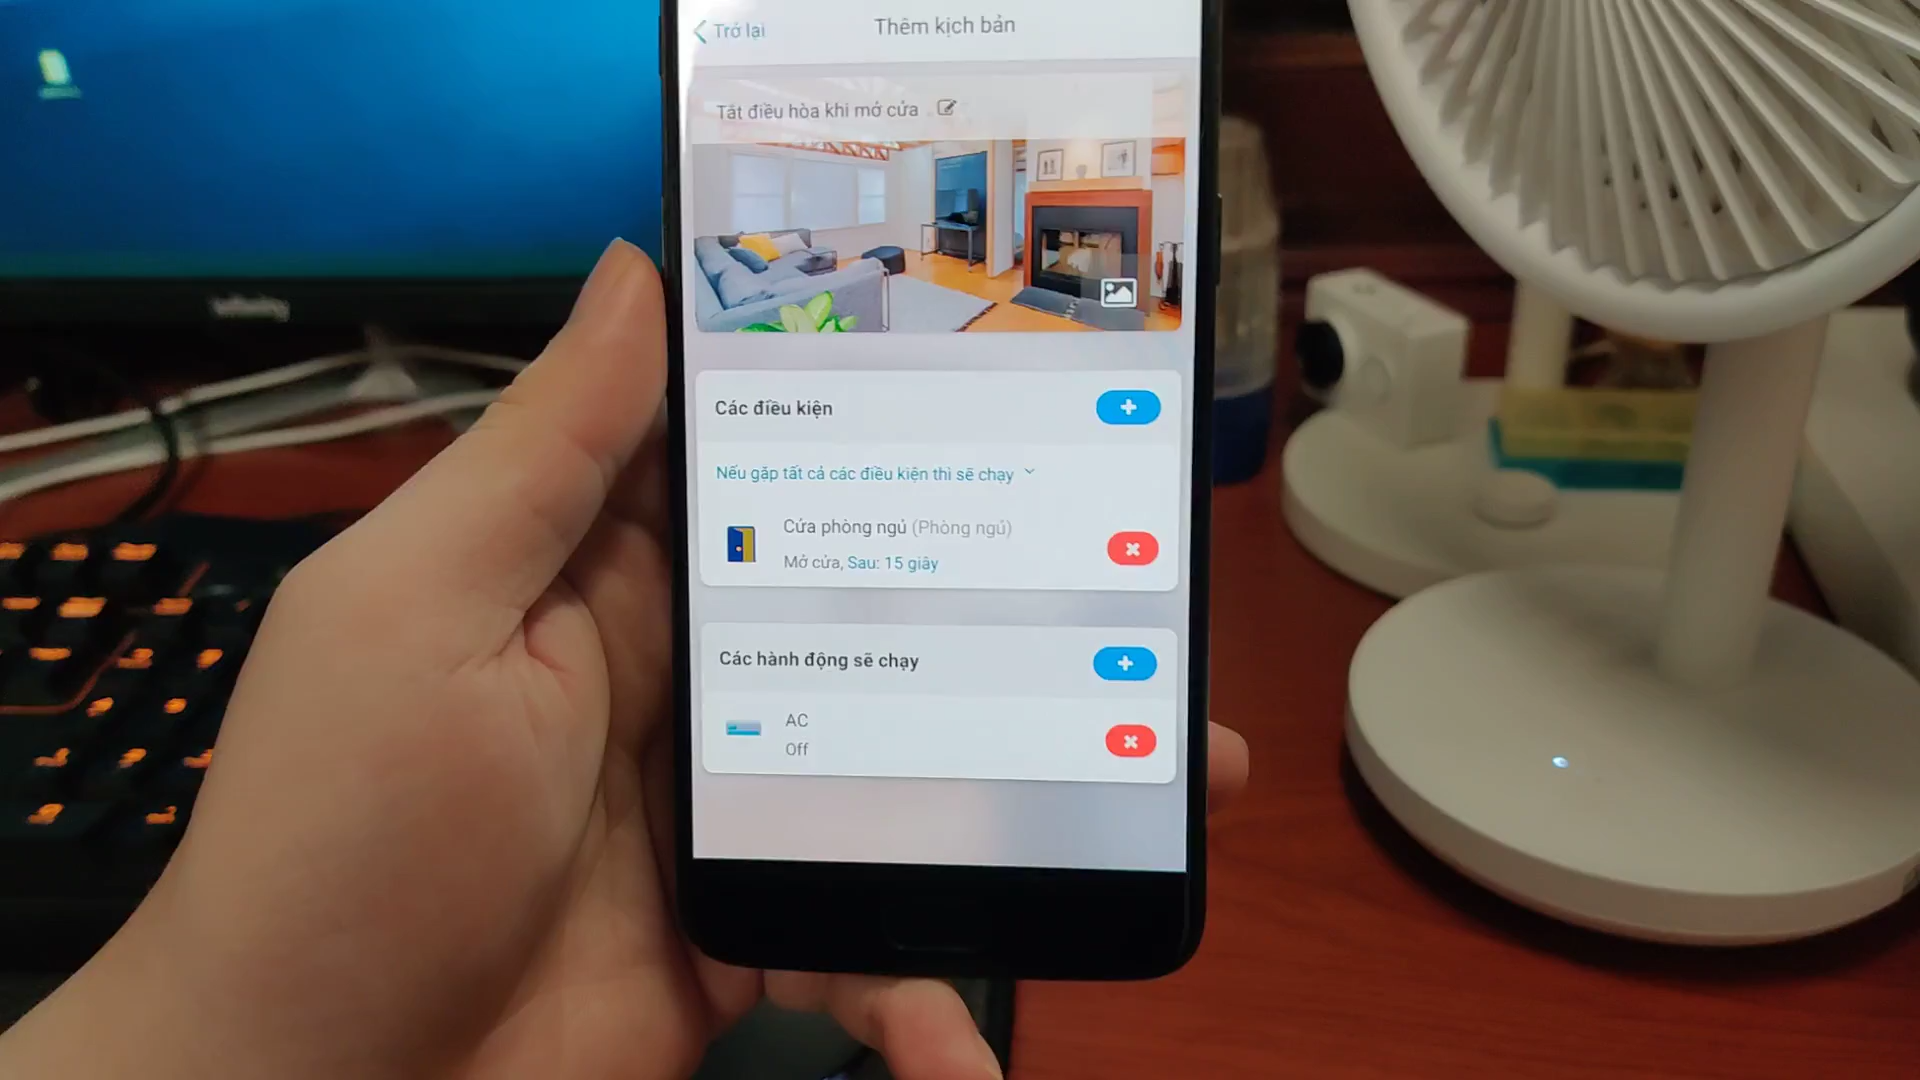 Trở lại
Thêm kịch bản
Tắt điều hòa khi mở cửa
Các điều kiện
Nếu gặp tất cả các điều kiện thì sẽ chạy
Cửa phòng ngủ (Phòng ngủ)
Mở cửa, Sau: 15 giây
Các hành động sẽ chạy
AC
Off